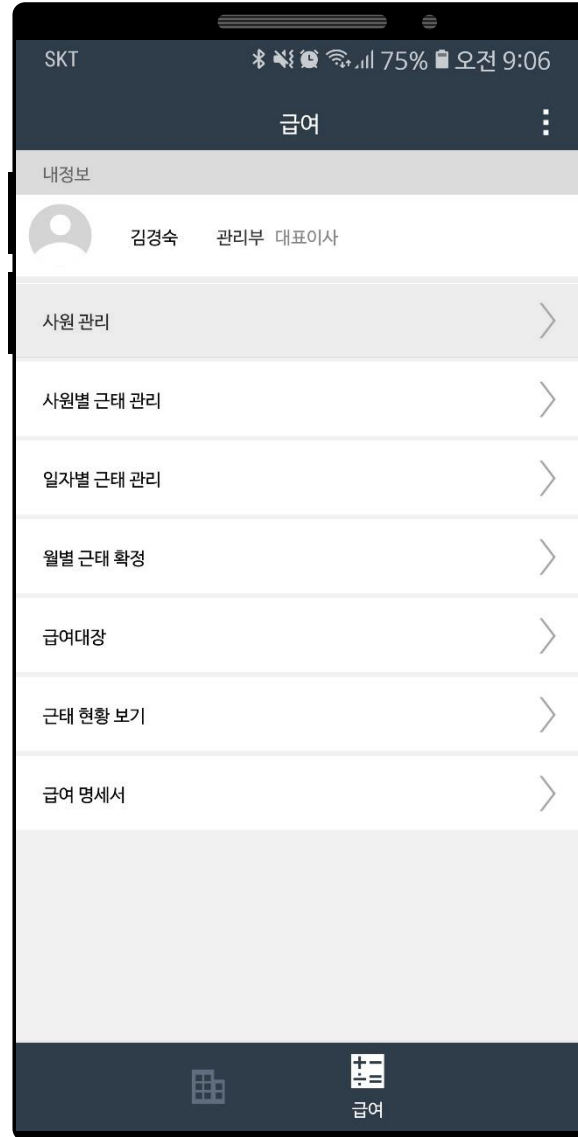 SKT 75% 오전 9:06
급여
내정보
김경숙 관리부 대표이사
사원 관리
사원별 근태 관리
일자별 근태 관리
월별 근태 확정
급여대장
근태 현황 보기
급여 명세서
급여